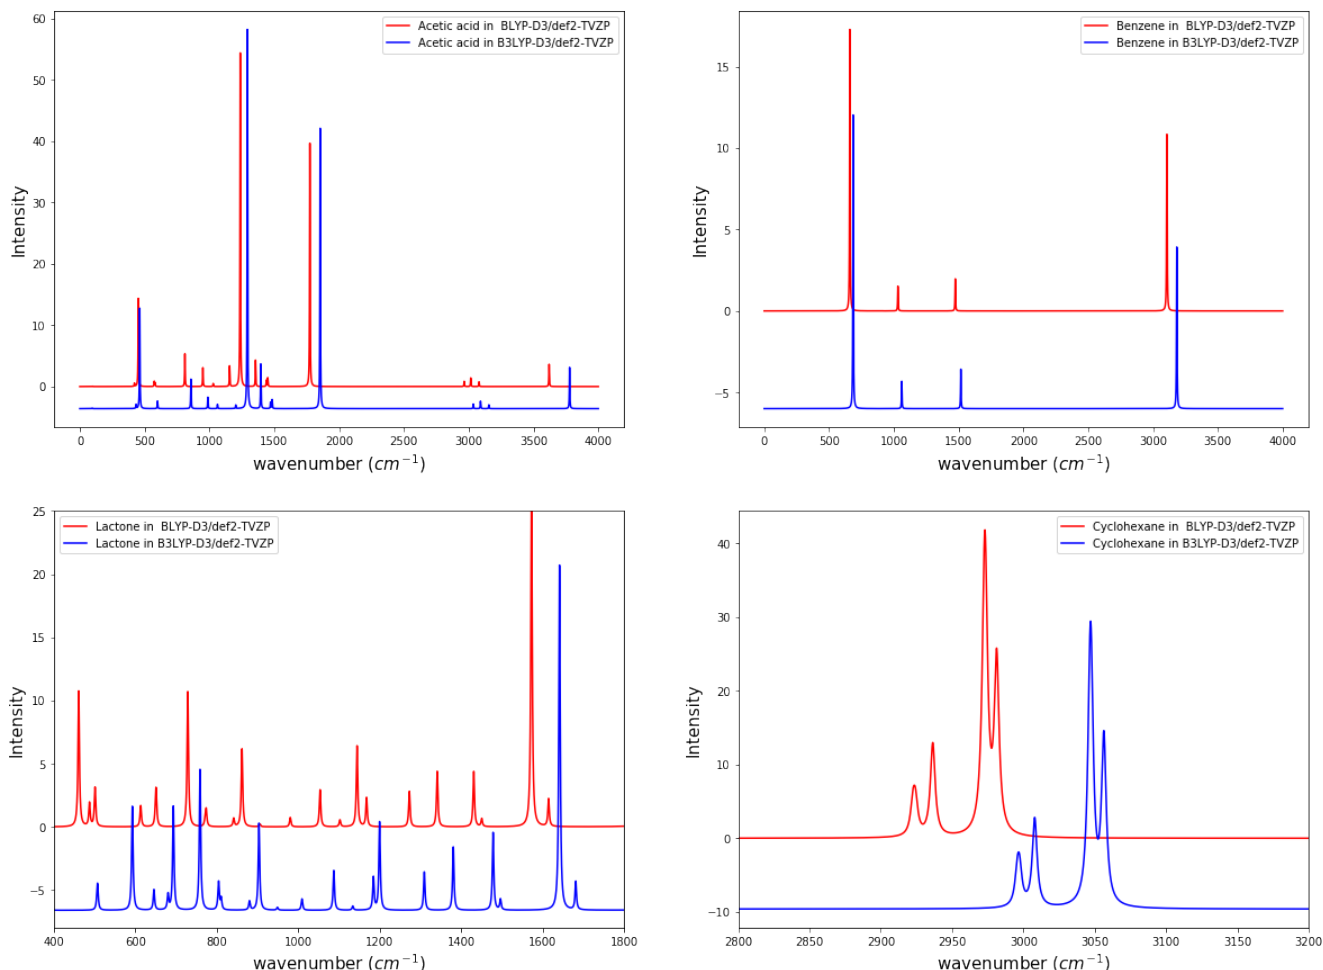 Acetic acid in BLYP-D3/def2-TVZP
Acetic acid in B3LYP-D3/def2-TVZP
60
50
40
30
20
10
0
Intensity
0 500 1000 1500 2000 2500 3000 3500 4000
wavenumber (cm⁻¹)
Benzene in BLYP-D3/def2-TVZP
Benzene in B3LYP-D3/def2-TVZP
15
10
5
0
−5
Intensity
0 500 1000 1500 2000 2500 3000 3500 4000
wavenumber (cm⁻¹)
Lactone in BLYP-D3/def2-TVZP
Lactone in B3LYP-D3/def2-TVZP
25
20
15
10
5
0
−5
Intensity
400 600 800 1000 1200 1400 1600 1800
wavenumber (cm⁻¹)
Cyclohexane in BLYP-D3/def2-TVZP
Cyclohexane in B3LYP-D3/def2-TVZP
40
30
20
10
0
−10
Intensity
2800 2850 2900 2950 3000 3050 3100 3150 3200
wavenumber (cm⁻¹)